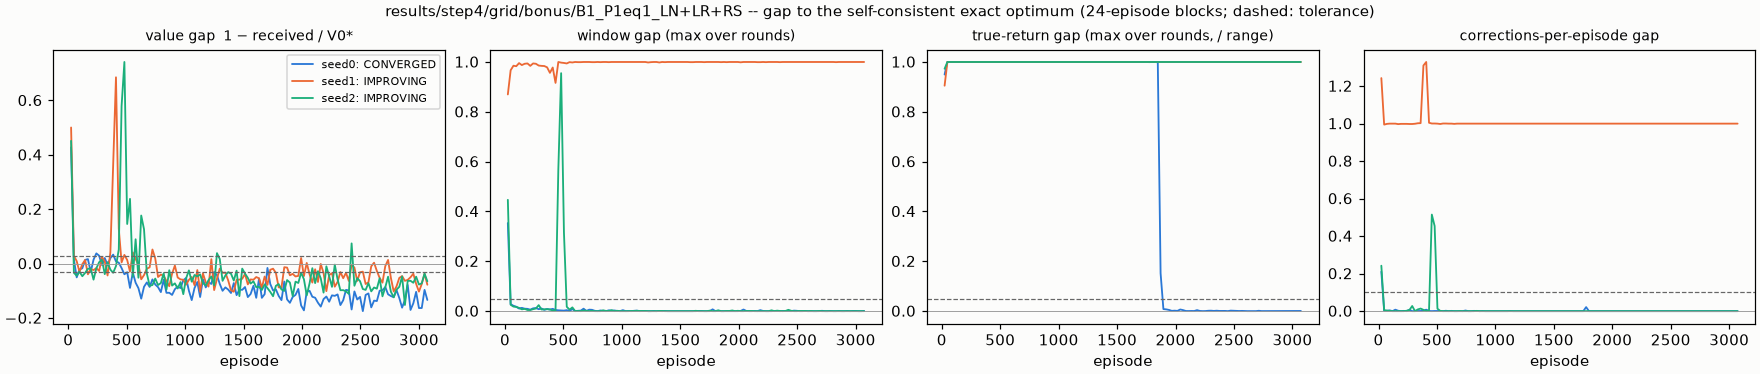 results/step4/grid/bonus/B1_P1eq1_LN+LR+RS -- gap to the self-consistent exact optimum (24-episode blocks; dashed: tolerance)
value gap 1 − received / V0*
seed0: CONVERGED
seed1: IMPROVING
seed2: IMPROVING
0.6
0.4
0.2
0.0
−0.2
0 500 1000 1500 2000 2500 3000
episode
window gap (max over rounds)
1.0
0.8
0.6
0.4
0.2
0.0
0 500 1000 1500 2000 2500 3000
episode
true-return gap (max over rounds, / range)
1.0
0.8
0.6
0.4
0.2
0.0
0 500 1000 1500 2000 2500 3000
episode
corrections-per-episode gap
1.2
1.0
0.8
0.6
0.4
0.2
0.0
0 500 1000 1500 2000 2500 3000
episode